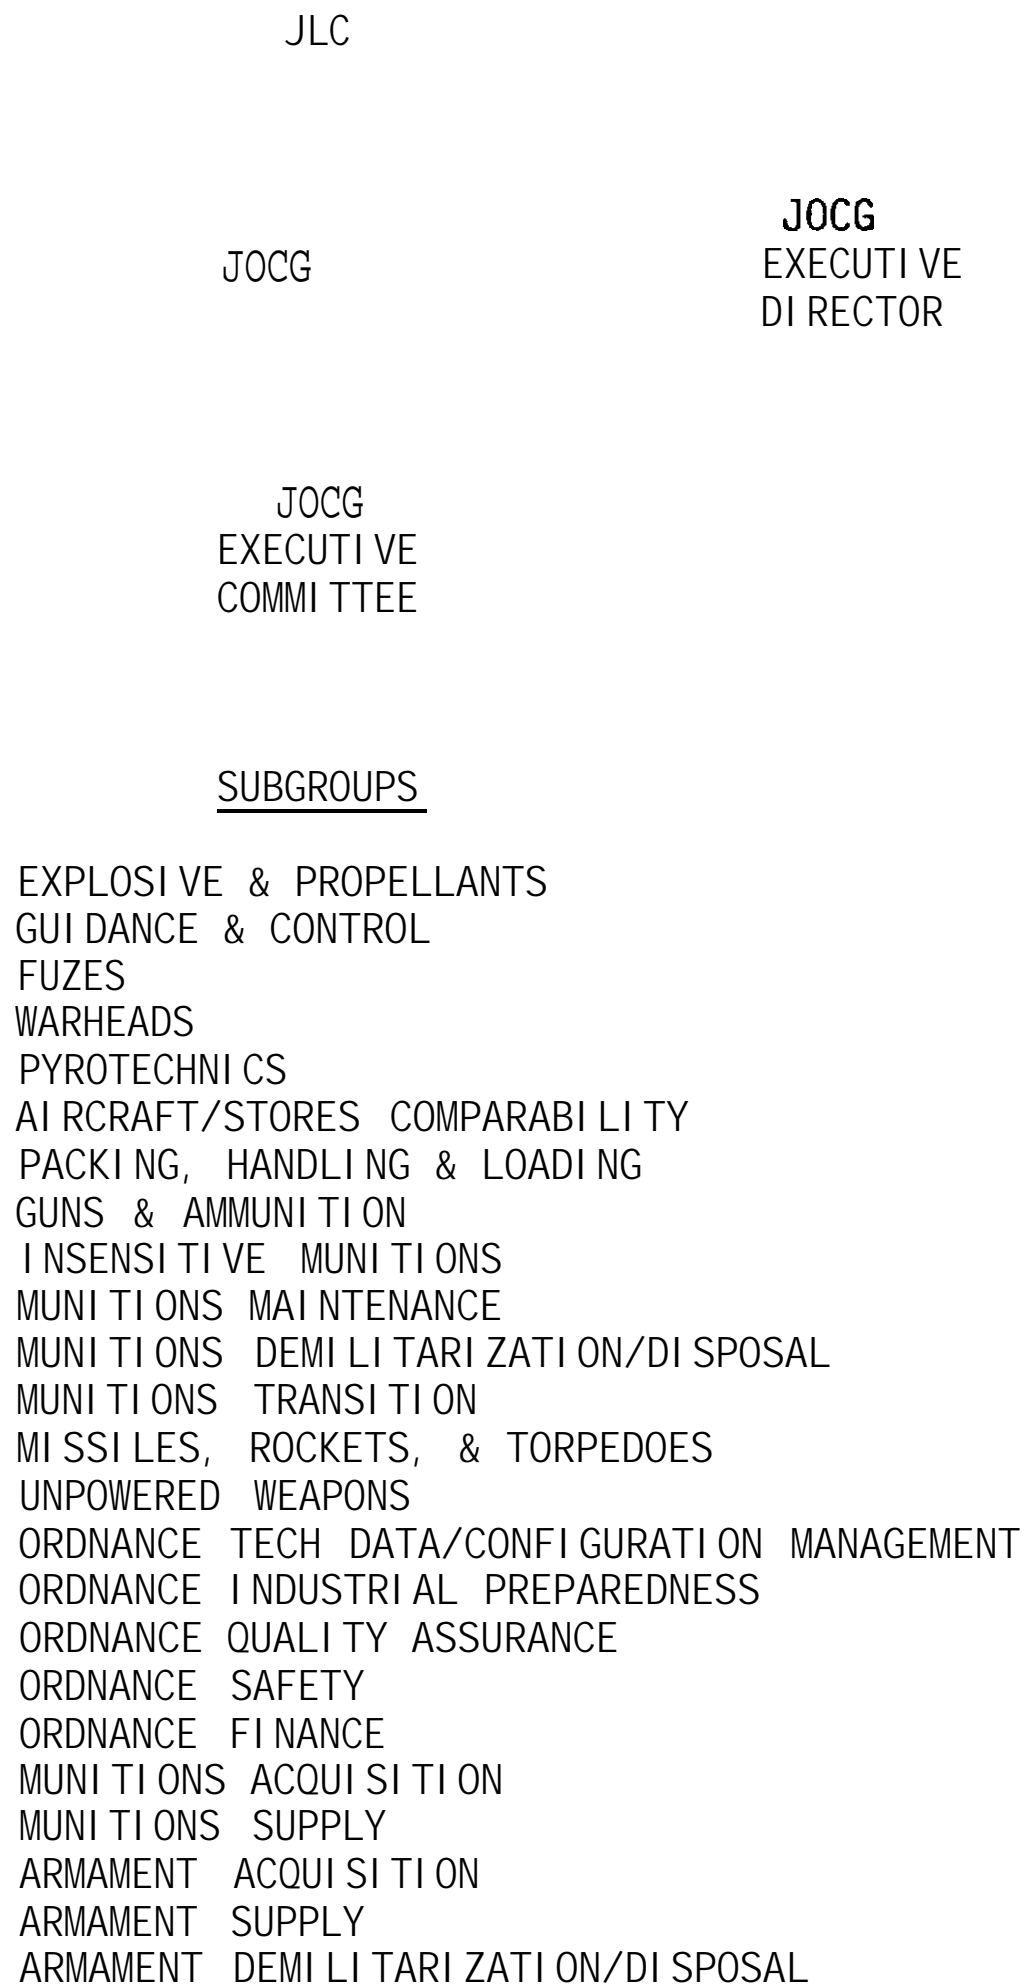 JLC
JOCG
JOCG
EXECUTIVE
DIRECTOR
JOCG
EXECUTIVE
COMMITTEE
SUBGROUPS
EXPLOSIVE & PROPELLANTS
GUIDANCE & CONTROL
FUZES
WARHEADS
PYROTECHNICS
AIRCRAFT/STORES COMPARABILITY
PACKING, HANDLING & LOADING
GUNS & AMMUNITION
INSENSITIVE MUNITIONS
MUNITIONS MAINTENANCE
MUNITIONS DEMILITARIZATION/DISPOSAL
MUNITIONS TRANSITION
MISSILES, ROCKETS, & TORPEDOES
UNPOWERED WEAPONS
ORDNANCE TECH DATA/CONFIGURATION MANAGEMENT
ORDNANCE INDUSTRIAL PREPAREDNESS
ORDNANCE QUALITY ASSURANCE
ORDNANCE SAFETY
ORDNANCE FINANCE
MUNITIONS ACQUISITION
MUNITIONS SUPPLY
ARMAMENT ACQUISITION
ARMAMENT SUPPLY
ARMAMENT DEMILITARIZATION/DISPOSAL